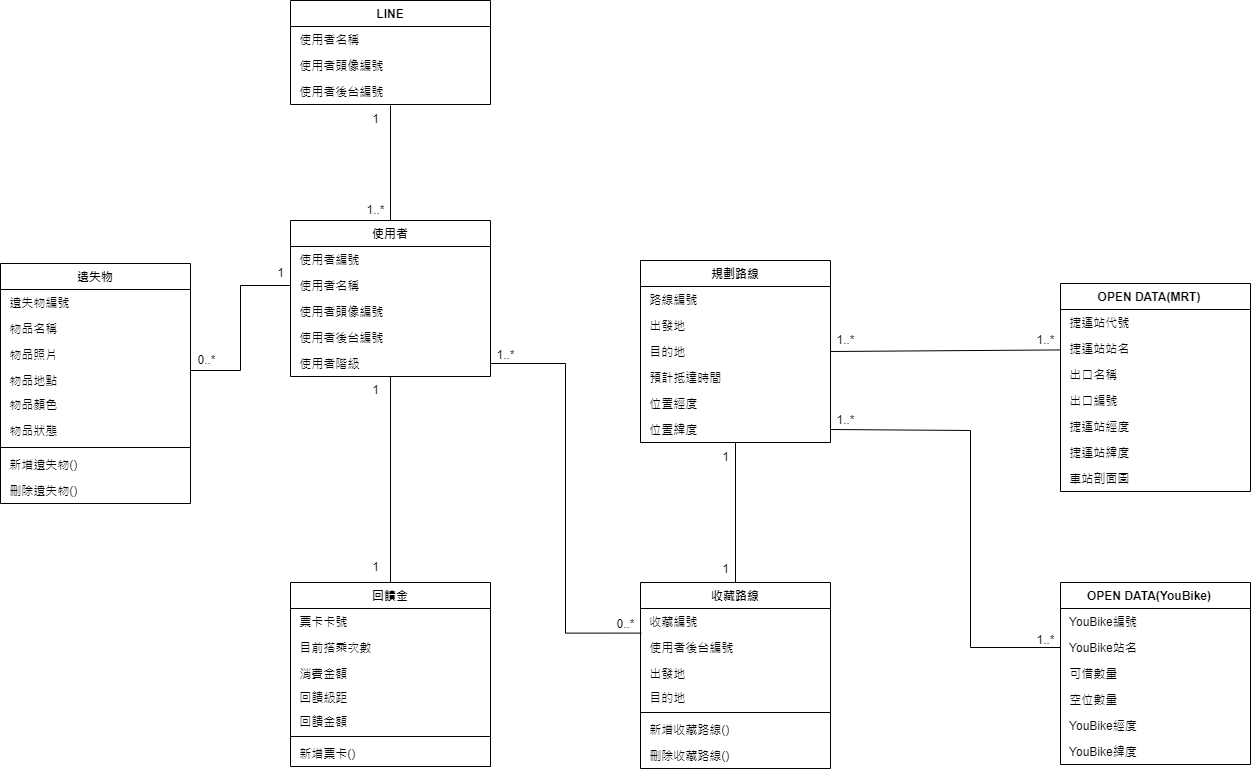 LINE
使用者名稱
使用者頭像編號
使用者後台編號
1
1..*
使用者
使用者編號
使用者名稱
使用者頭像編號
使用者後台編號
使用者階級
1
0..*
遺失物
遺失物編號
物品名稱
物品照片
物品地點
物品顏色
物品狀態
新增遺失物()
刪除遺失物()
1
1
回饋金
票卡卡號
目前搭乘次數
消費金額
回饋級距
回饋金額
新增票卡()
1..*
0..*
規劃路線
路線編號
出發地
目的地
預計抵達時間
位置經度
位置緯度
1
1
收藏路線
收藏編號
使用者後台編號
出發地
目的地
新增收藏路線()
刪除收藏路線()
1..*
1..*
OPEN DATA(MRT)
捷運站代號
捷運站站名
出口名稱
出口編號
捷運站經度
捷運站緯度
車站剖面圖
1..*
1..*
OPEN DATA(YouBike)
YouBike編號
YouBike站名
可借數量
空位數量
YouBike經度
YouBike緯度